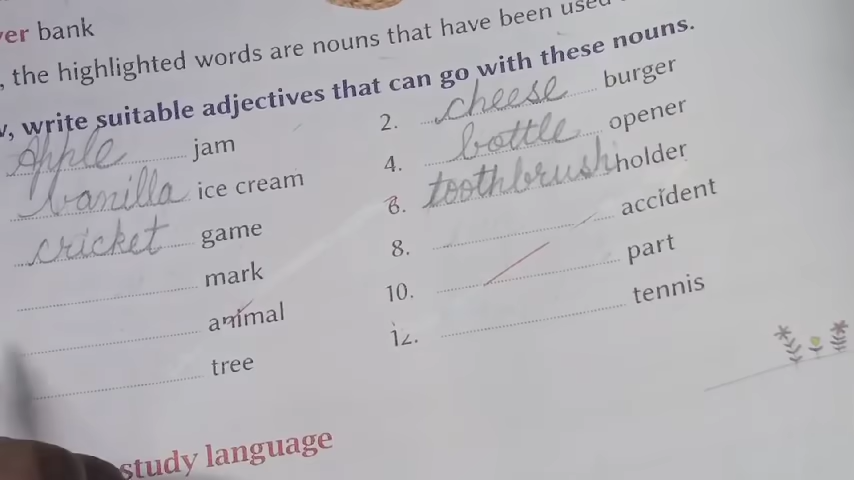 er bank
, the highlighted words are nouns that have been used
, write suitable adjectives that can go with these nouns.
Apple jam
2. cheese burger
vanilla ice cream
4. bottle opener
cricket game
6. toothbrush holder
mark
8. accident
animal
10. part
tree
12. tennis
study language